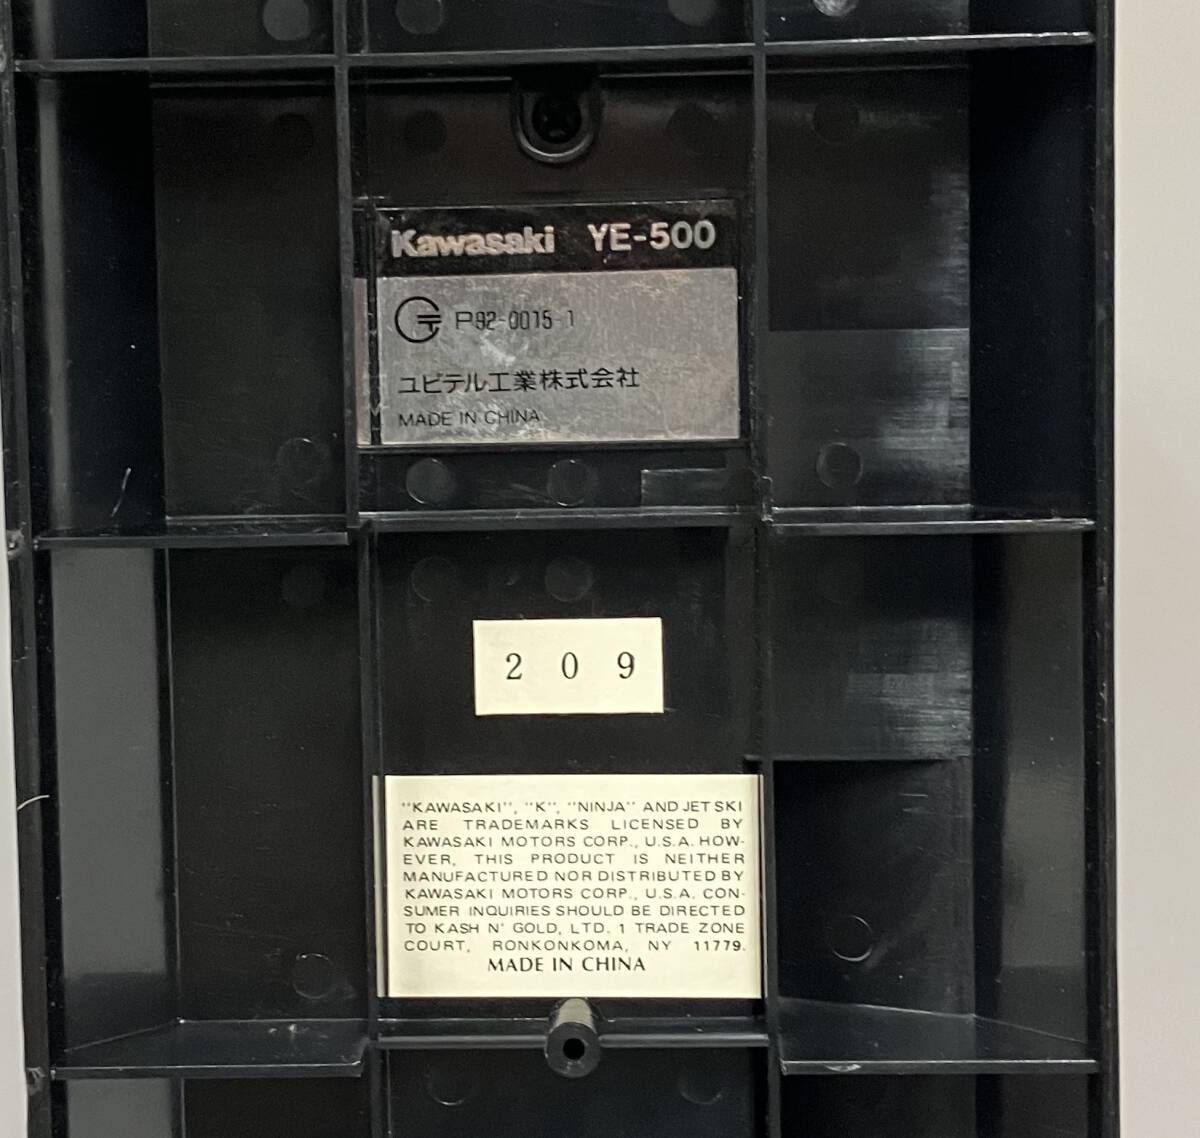 Kawasaki YE-500
P92-0015-1
ユピテル工業株式会社
MADE IN CHINA
2 0 9
"KAWASAKI", "K", "NINJA" AND JET SKI
ARE TRADEMARKS LICENSED BY
KAWASAKI MOTORS CORP., U.S.A. HOW-
EVER, THIS PRODUCT IS NEITHER
MANUFACTURED NOR DISTRIBUTED BY
KAWASAKI MOTORS CORP., U.S.A. CON-
SUMER INQUIRIES SHOULD BE DIRECTED
TO KASH N' GOLD, LTD. 1 TRADE ZONE
COURT, RONKONKOMA, NY 11779.
MADE IN CHINA